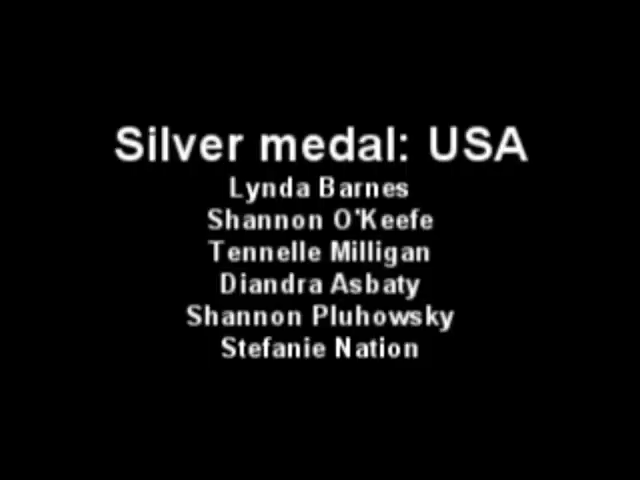 Silver medal: USA
Lynda Barnes
Shannon O'Keefe
Tennelle Milligan
Diandra Asbaty
Shannon Pluhowsky
Stefanie Nation